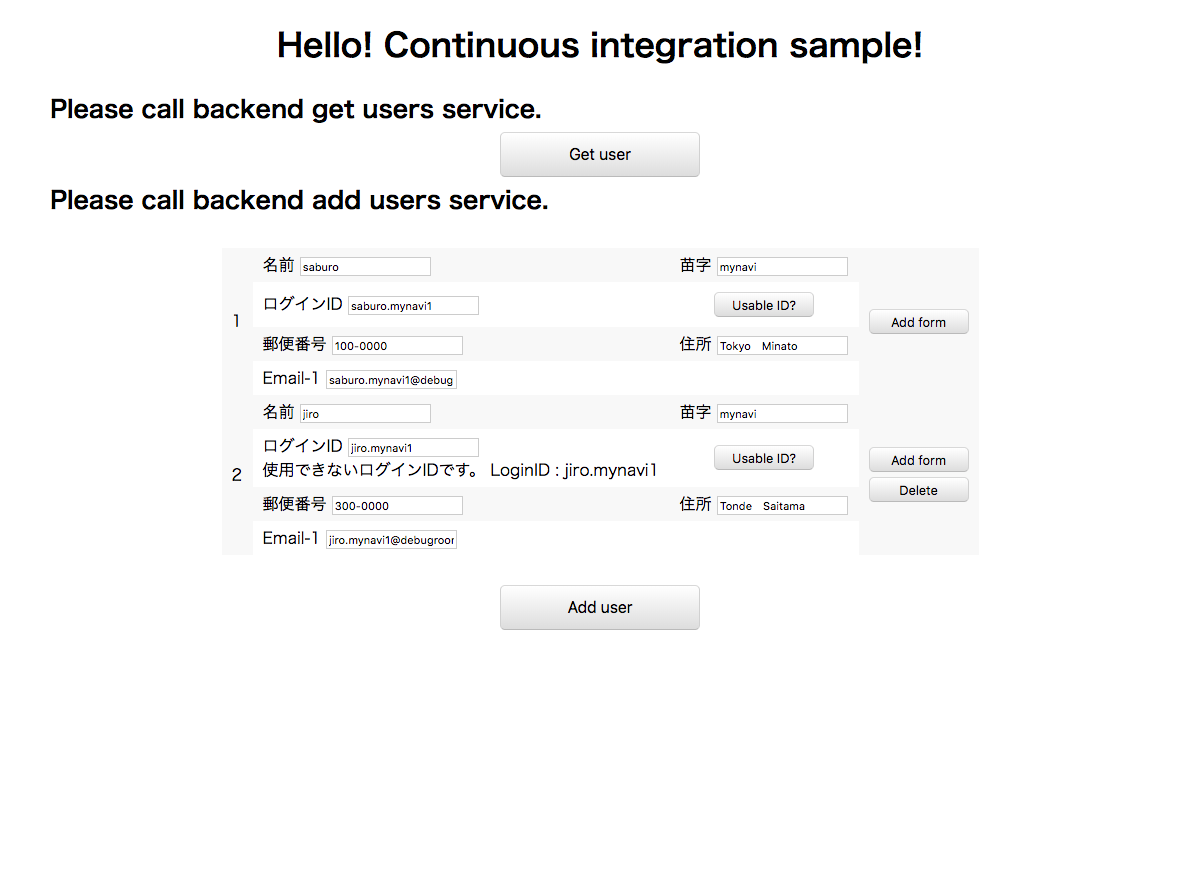 Hello! Continuous integration sample!
Please call backend get users service.
Get user
Please call backend add users service.
名前 saburo 苗字 mynavi
1 ログインID saburo.mynavi1 Usable ID? Add form
郵便番号 100-0000 住所 Tokyo　Minato
Email-1 saburo.mynavi1@debug
名前 jiro 苗字 mynavi
2 ログインID jiro.mynavi1 Usable ID? Add form
使用できないログインIDです。 LoginID : jiro.mynavi1
Delete
郵便番号 300-0000 住所 Tonde　Saitama
Email-1 jiro.mynavi1@debugroor
Add user